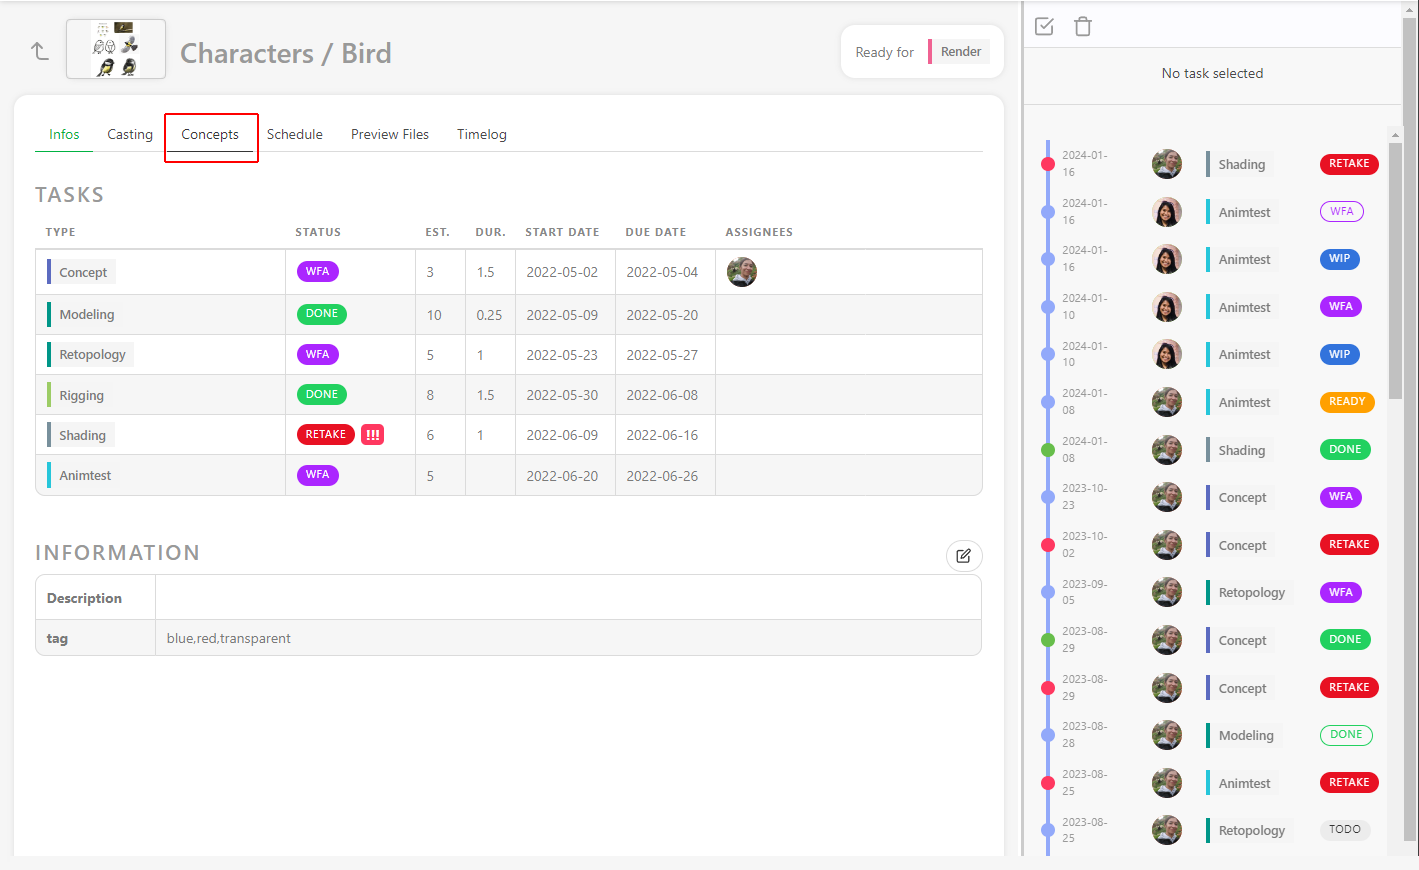 Characters / Bird
Ready for Render
Infos Casting Concepts Schedule Preview Files Timelog
TASKS
TYPE STATUS EST. DUR. START DATE DUE DATE ASSIGNEES
Concept WFA 3 1.5 2022-05-02 2022-05-04
Modeling DONE 10 0.25 2022-05-09 2022-05-20
Retopology WFA 5 1 2022-05-23 2022-05-27
Rigging DONE 8 1.5 2022-05-30 2022-06-08
Shading RETAKE !!! 6 1 2022-06-09 2022-06-16
Animtest WFA 5 2022-06-20 2022-06-26
INFORMATION
Description
tag blue,red,transparent
No task selected
2024-01-
16 Shading RETAKE
2024-01-
16 Animtest WFA
2024-01-
16 Animtest WIP
2024-01-
10 Animtest WFA
2024-01-
10 Animtest WIP
2024-01-
08 Animtest READY
2024-01-
08 Shading DONE
2023-10-
23 Concept WFA
2023-10-
02 Concept RETAKE
2023-09-
05 Retopology WFA
2023-08-
29 Concept DONE
2023-08-
29 Concept RETAKE
2023-08-
28 Modeling DONE
2023-08-
25 Animtest RETAKE
2023-08-
25 Retopology TODO